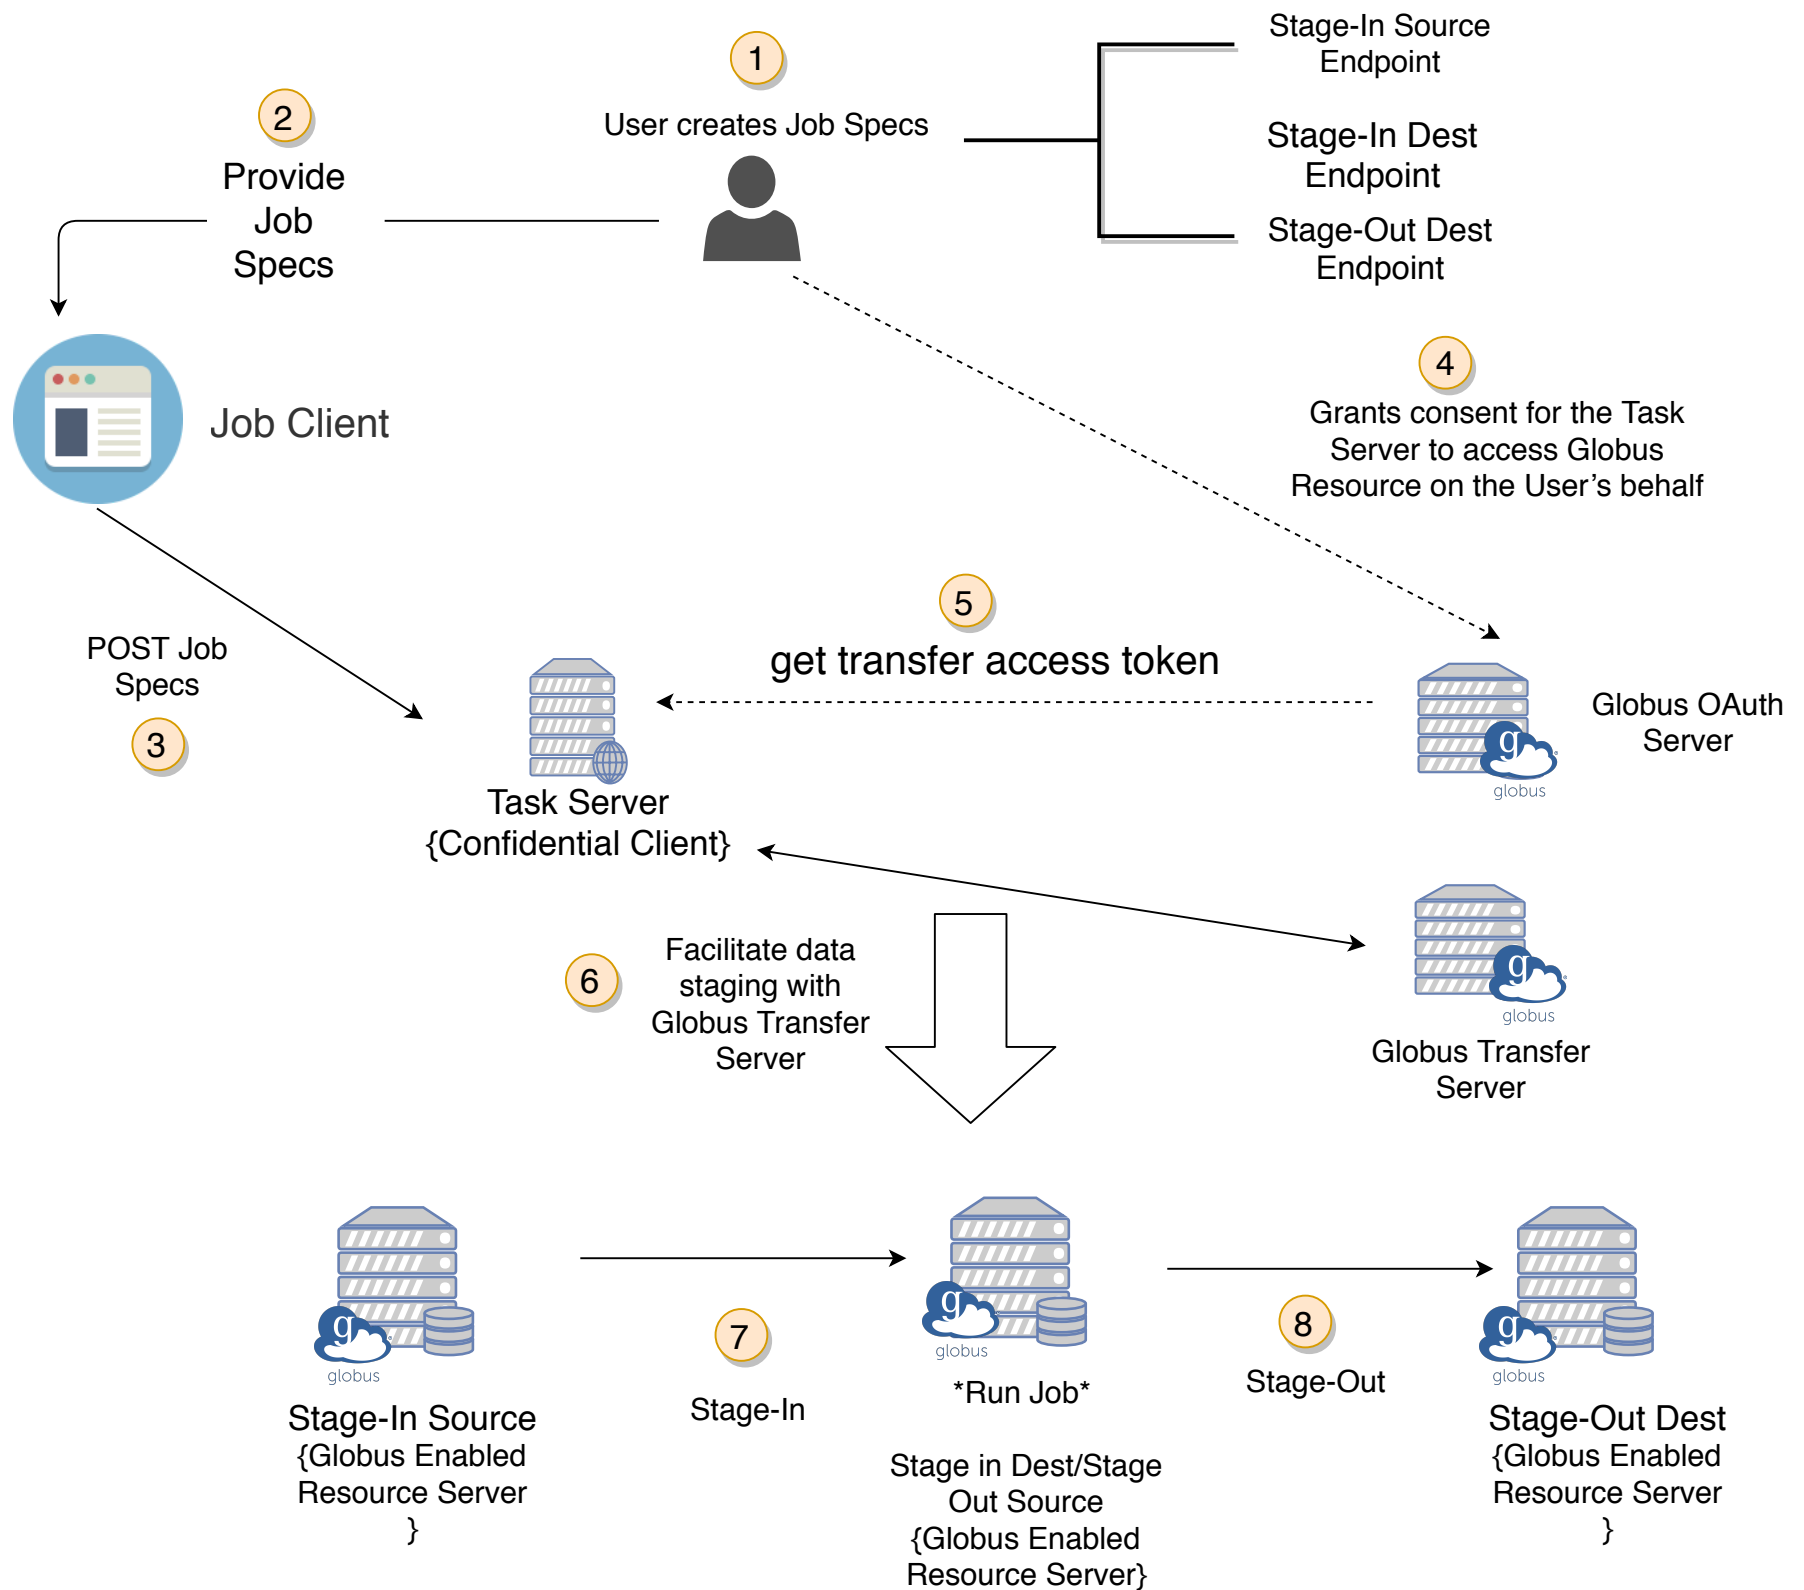 1
User creates Job Specs
Stage-In Source
Endpoint
Stage-In Dest
Endpoint
Stage-Out Dest
Endpoint
2
Provide
Job
Specs
Job Client
4
Grants consent for the Task
Server to access Globus
Resource on the User's behalf
POST Job
Specs
3
5
get transfer access token
Task Server
{Confidential Client}
g
globus
Globus OAuth
Server
6
Facilitate data
staging with
Globus Transfer
Server
g
globus
Globus Transfer
Server
g
globus
Stage-In Source
{Globus Enabled
Resource Server
}
7
Stage-In
g
globus
*Run Job*
Stage in Dest/Stage
Out Source
{Globus Enabled
Resource Server}
8
Stage-Out
g
globus
Stage-Out Dest
{Globus Enabled
Resource Server
}